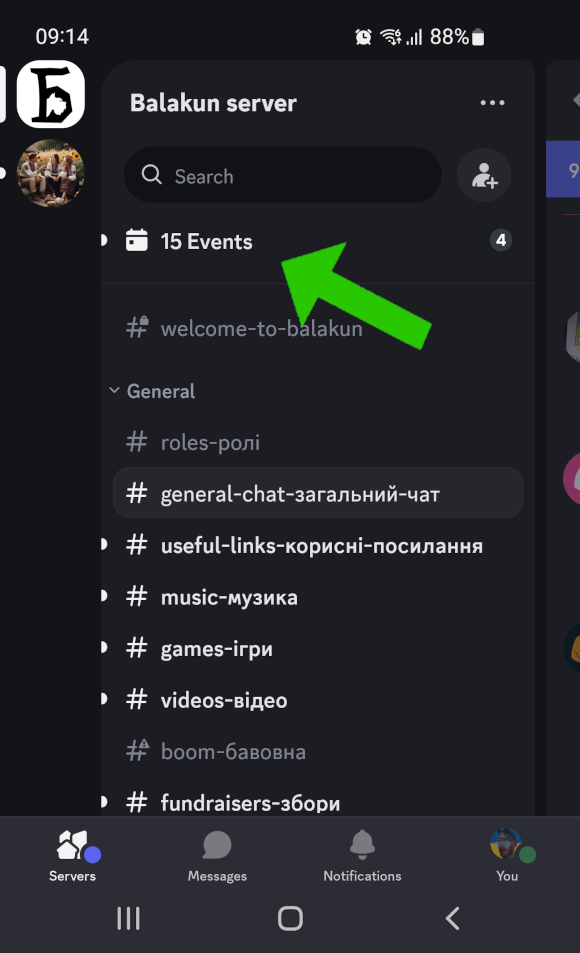 09:14
88%
Б
Balakun server
Search
15 Events
4
welcome-to-balakun
General
roles-ролі
general-chat-загальний-чат
useful-links-корисні-посилання
music-музика
games-ігри
videos-відео
boom-бавовна
fundraisers-збори
9
Servers
Messages
Notifications
You